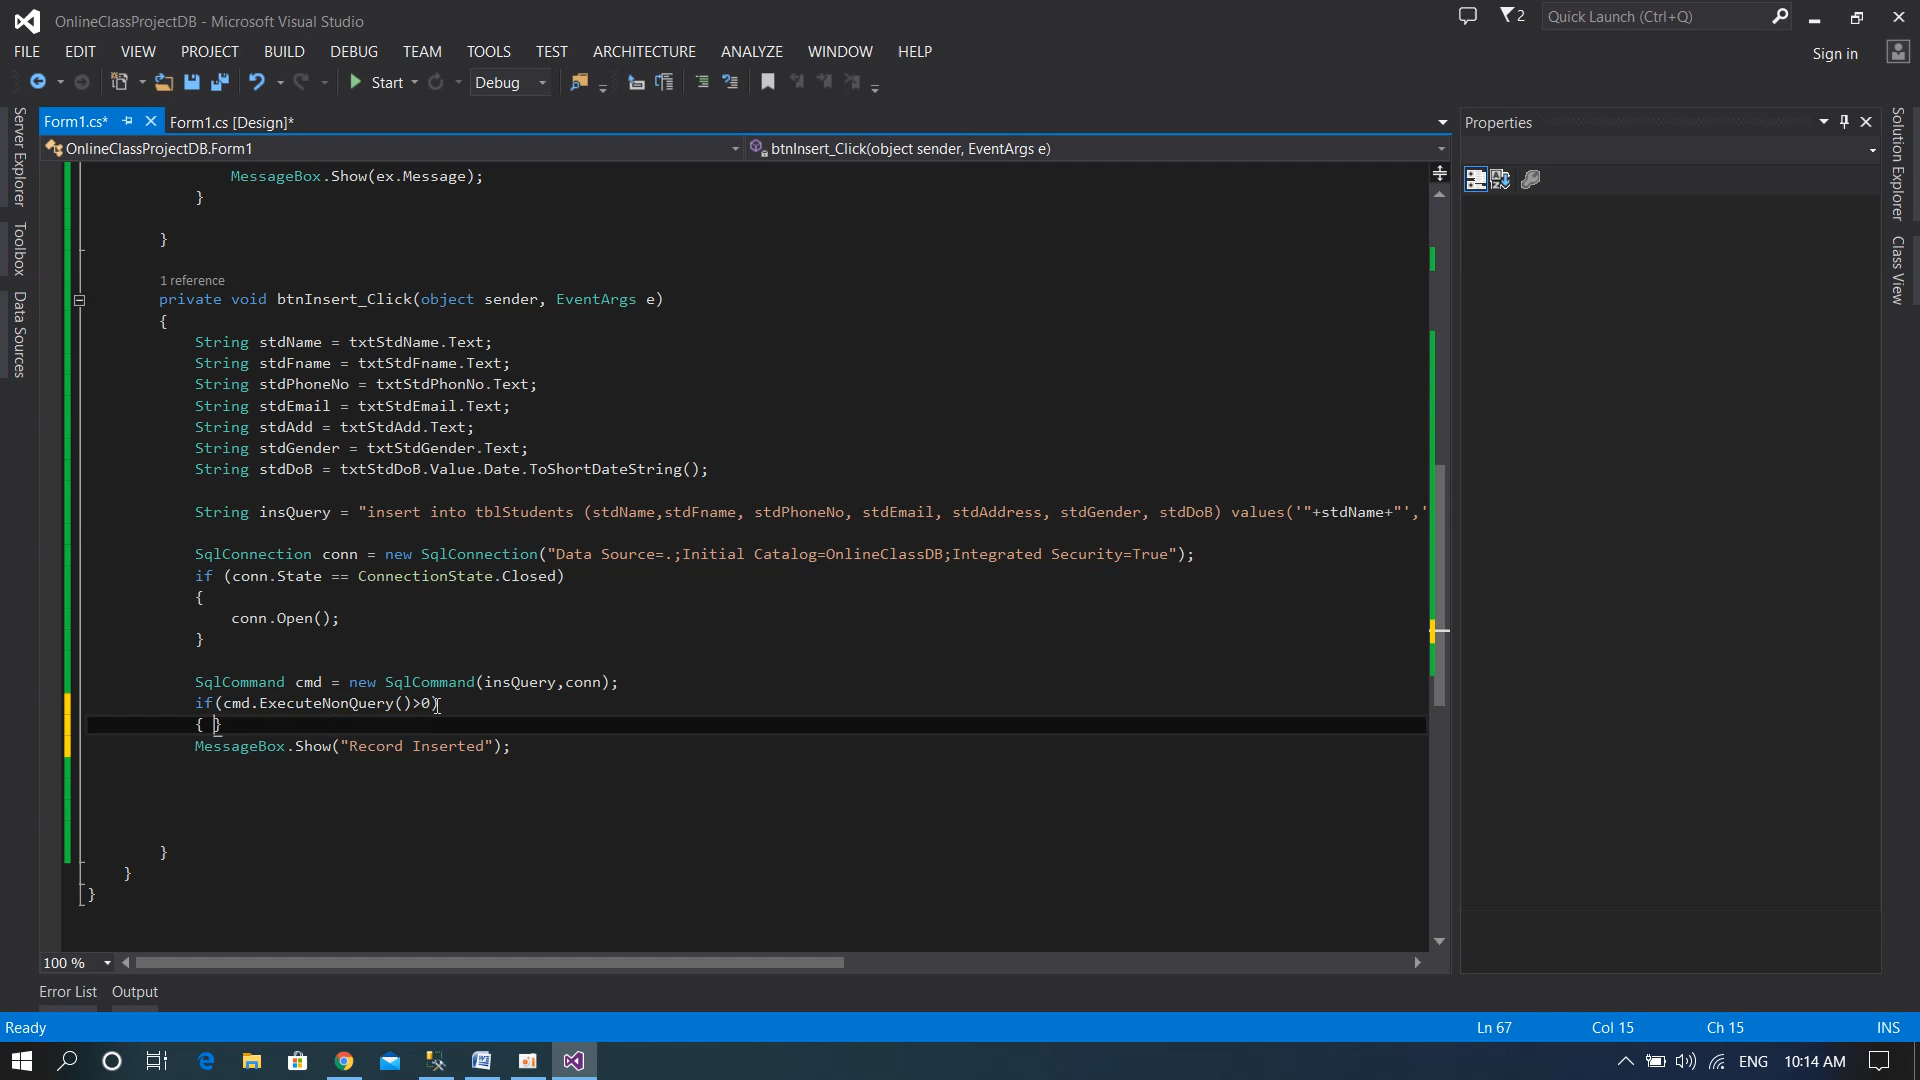 OnlineClassProjectDB - Microsoft Visual Studio
2
Quick Launch (Ctrl+Q)
FILE EDIT VIEW PROJECT BUILD DEBUG TEAM TOOLS TEST ARCHITECTURE ANALYZE WINDOW HELP
Sign in
Start
Debug
Server Explorer
Toolbox
Data Sources
Form1.cs*
Form1.cs [Design]*
OnlineClassProjectDB.Form1
btnInsert_Click(object sender, EventArgs e)
MessageBox.Show(ex.Message);
}
}
1 reference
private void btnInsert_Click(object sender, EventArgs e)
{
String stdName = txtStdName.Text;
String stdFname = txtStdFname.Text;
String stdPhoneNo = txtStdPhonNo.Text;
String stdEmail = txtStdEmail.Text;
String stdAdd = txtStdAdd.Text;
String stdGender = txtStdGender.Text;
String stdDoB = txtStdDoB.Value.Date.ToShortDateString();
String insQuery = "insert into tblStudents (stdName,stdFname, stdPhoneNo, stdEmail, stdAddress, stdGender, stdDoB) values('"+stdName+"','
SqlConnection conn = new SqlConnection("Data Source=.;Initial Catalog=OnlineClassDB;Integrated Security=True");
if (conn.State == ConnectionState.Closed)
{
conn.Open();
}
SqlCommand cmd = new SqlCommand(insQuery,conn);
if(cmd.ExecuteNonQuery()>0)
{ }
MessageBox.Show("Record Inserted");
}
}
}
100 %
Properties
Solution Explorer
Class View
Error List Output
Ready
Ln 67
Col 15
Ch 15
INS
ENG
10:14 AM